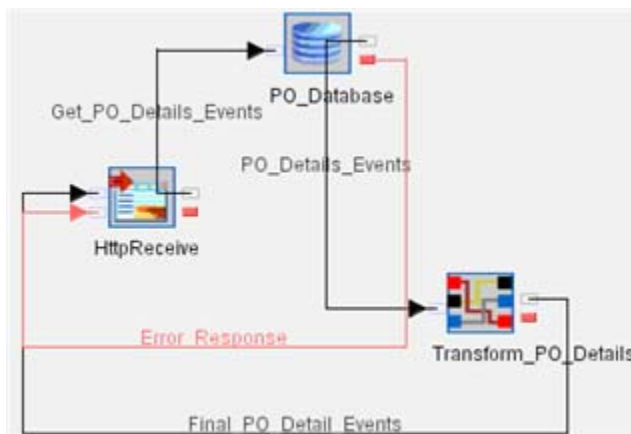 PO_Database
Get_PO_Details_Events
PO_Details_Events
HttpReceive
Error_Response
Transform_PO_Details
Final_PO_Detail_Events